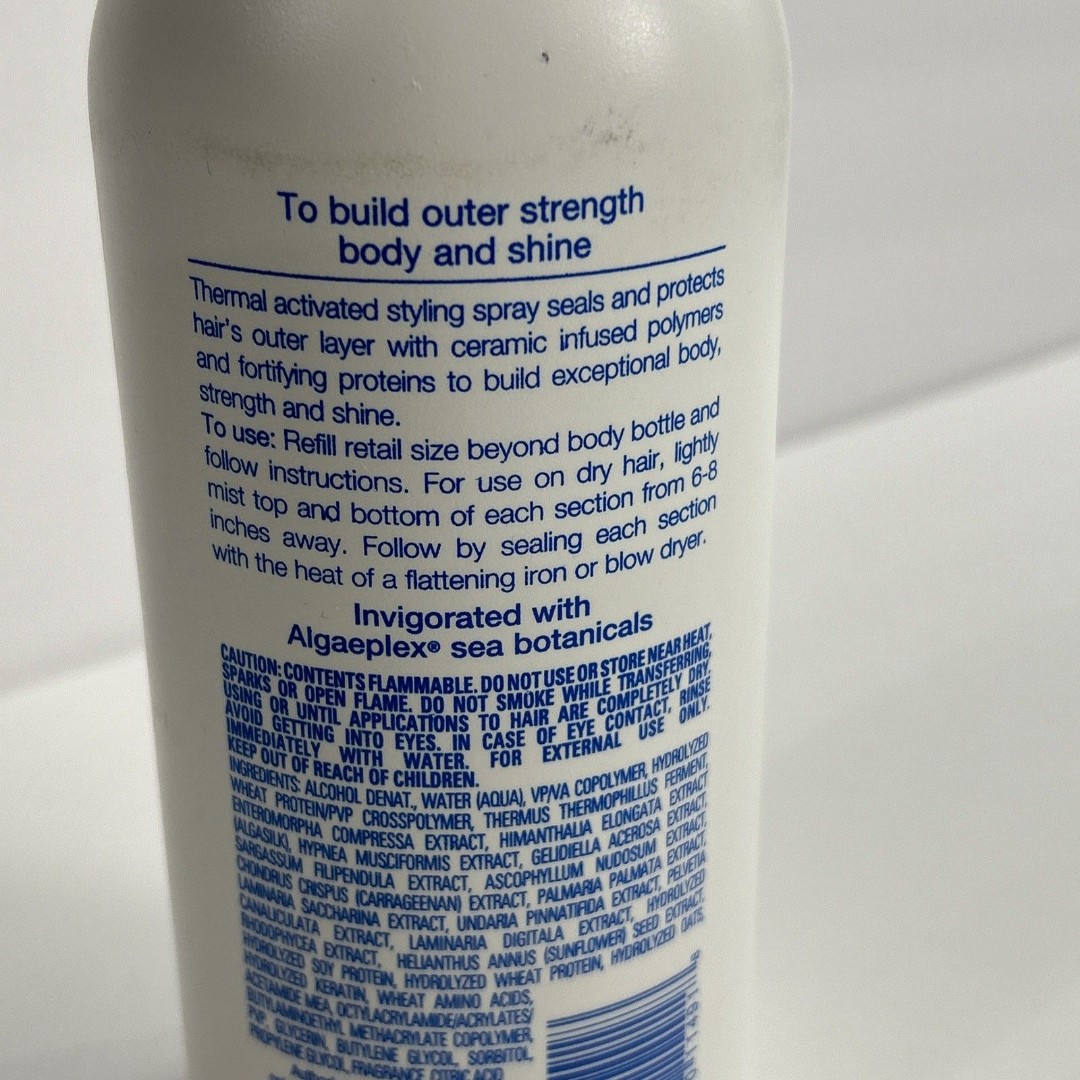 To build outer strength
body and shine
Thermal activated styling spray seals and protects
hair's outer layer with ceramic infused polymers
and fortifying proteins to build exceptional body,
strength and shine.
To use: Refill retail size beyond body bottle and
follow instructions. For use on dry hair, lightly
mist top and bottom of each section from 6-8
inches away. Follow by sealing each section
with the heat of a flattening iron or blow dryer.
Invigorated with
Algaeplex® sea botanicals
CAUTION: CONTENTS FLAMMABLE. DO NOT USE OR STORE NEAR HEAT,
SPARKS OR OPEN FLAME. DO NOT SMOKE WHILE TRANSFERRING,
USING OR UNTIL APPLICATIONS TO HAIR ARE COMPLETELY DRY.
AVOID GETTING INTO EYES. IN CASE OF EYE CONTACT, RINSE
IMMEDIATELY WITH WATER. FOR EXTERNAL USE ONLY.
KEEP OUT OF REACH OF CHILDREN.
INGREDIENTS: ALCOHOL DENAT., WATER (AQUA), VP/VA COPOLYMER, HYDROLYZED
WHEAT PROTEIN/PVP CROSSPOLYMER, THERMUS THERMOPHILLUS FERMENT,
ENTEROMORPHA COMPRESSA EXTRACT, HIMANTHALIA ELONGATA EXTRACT
(ALGASILK), HYPNEA MUSCIFORMIS EXTRACT, GELIDIELLA ACEROSA EXTRACT,
SARGASSUM FILIPENDULA EXTRACT, ASCOPHYLLUM NUDOSUM EXTRACT,
CHONDRUS CRISPUS (CARRAGEENAN) EXTRACT, PALMARIA PALMATA EXTRACT,
LAMINARIA SACCHARINA EXTRACT, UNDARIA PINNATIFIDA EXTRACT, PELVETIA
CANALICULATA EXTRACT, LAMINARIA DIGITALA EXTRACT, HYDROLYZED
RHODOPHYCEA EXTRACT, HELIANTHUS ANNUS (SUNFLOWER) SEED EXTRACT,
HYDROLYZED SOY PROTEIN, HYDROLYZED WHEAT PROTEIN, HYDROLYZED OATS,
HYDROLYZED KERATIN, WHEAT AMINO ACIDS,
ACETAMIDE MEA, OCTYLACRYLAMIDE/ACRYLATES/
BUTYLAMINOETHYL METHACRYLATE COPOLYMER,
PVP, GLYCERIN, BUTYLENE GLYCOL, SORBITOL,
PROPYLENE GLYCOL, FRAGRANCE, CITRIC ACID